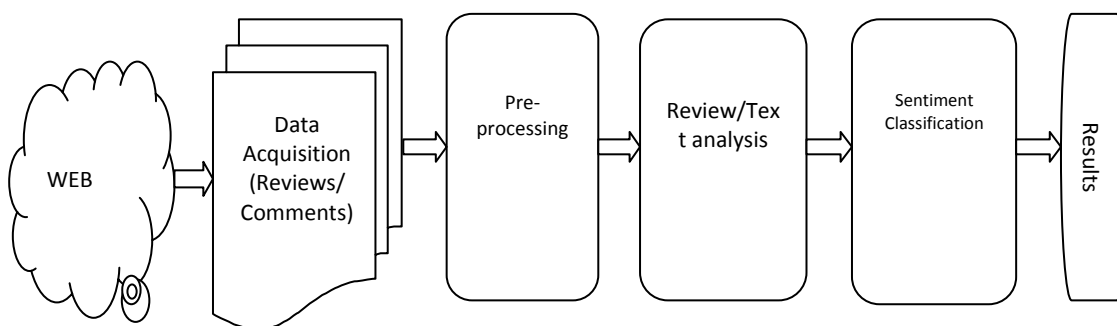 WEB
Data
Acquisition
(Reviews/
Comments)
Pre-
processing
Review/Tex
t analysis
Sentiment
Classification
Results